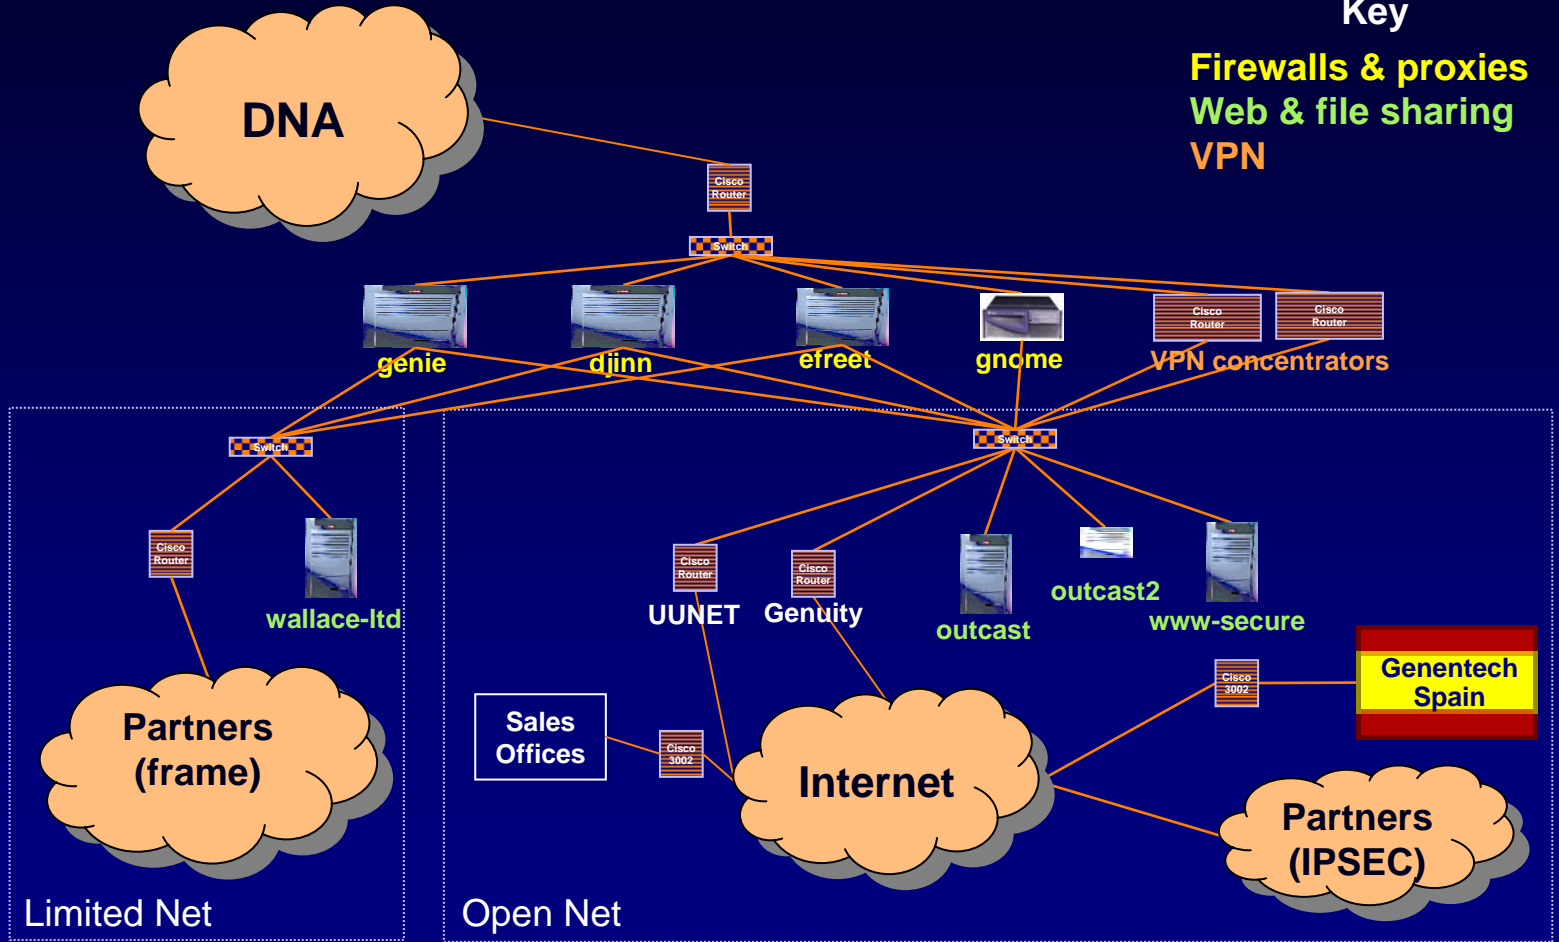 Key
Firewalls & proxies
Web & file sharing
VPN
DNA
Cisco
Router
Switch
genie
djinn
efreet
gnome
Cisco
Router
Cisco
Router
VPN concentrators
Switch
Switch
Cisco
Router
wallace-ltd
Cisco
Router
UUNET
Cisco
Router
Genuity
outcast
outcast2
www-secure
Partners
(frame)
Sales
Offices
Cisco
3002
Internet
Cisco
3002
Genentech
Spain
Partners
(IPSEC)
Limited Net
Open Net